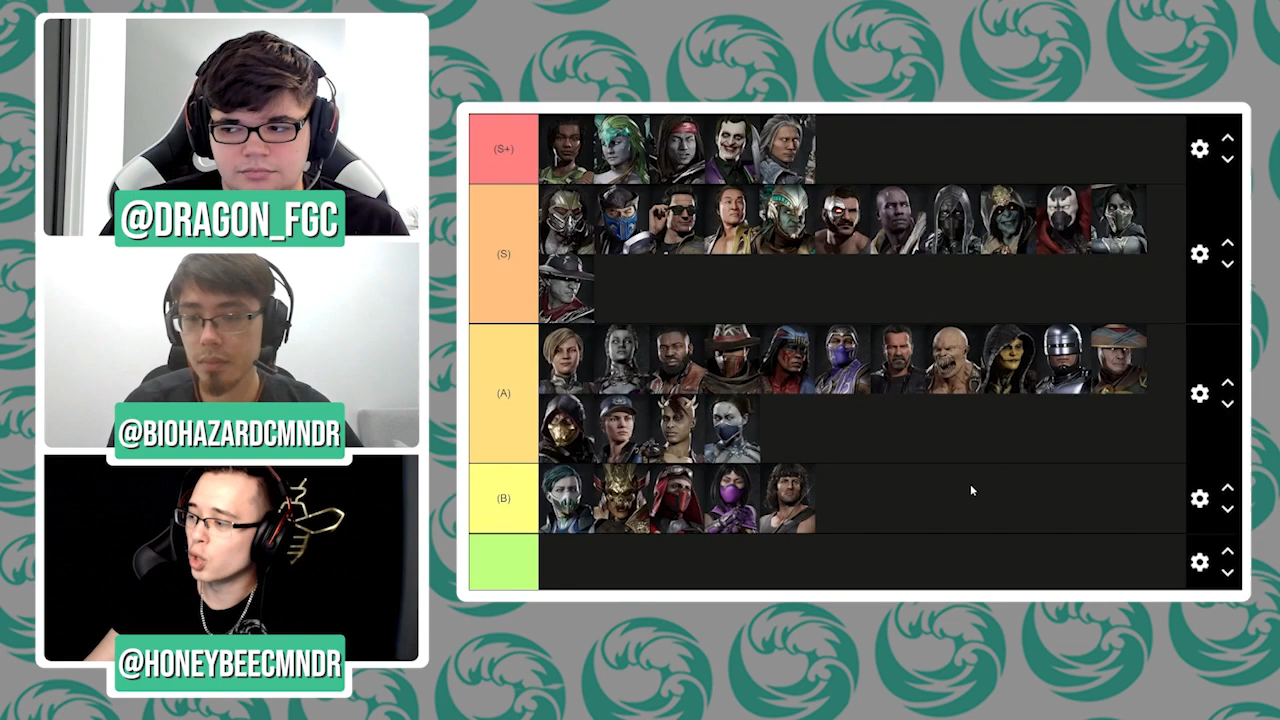 @DRAGON_FGC
@BIOHAZARDCMNDR
@HONEYBEECMNDR
(S+)
(S)
(A)
(B)